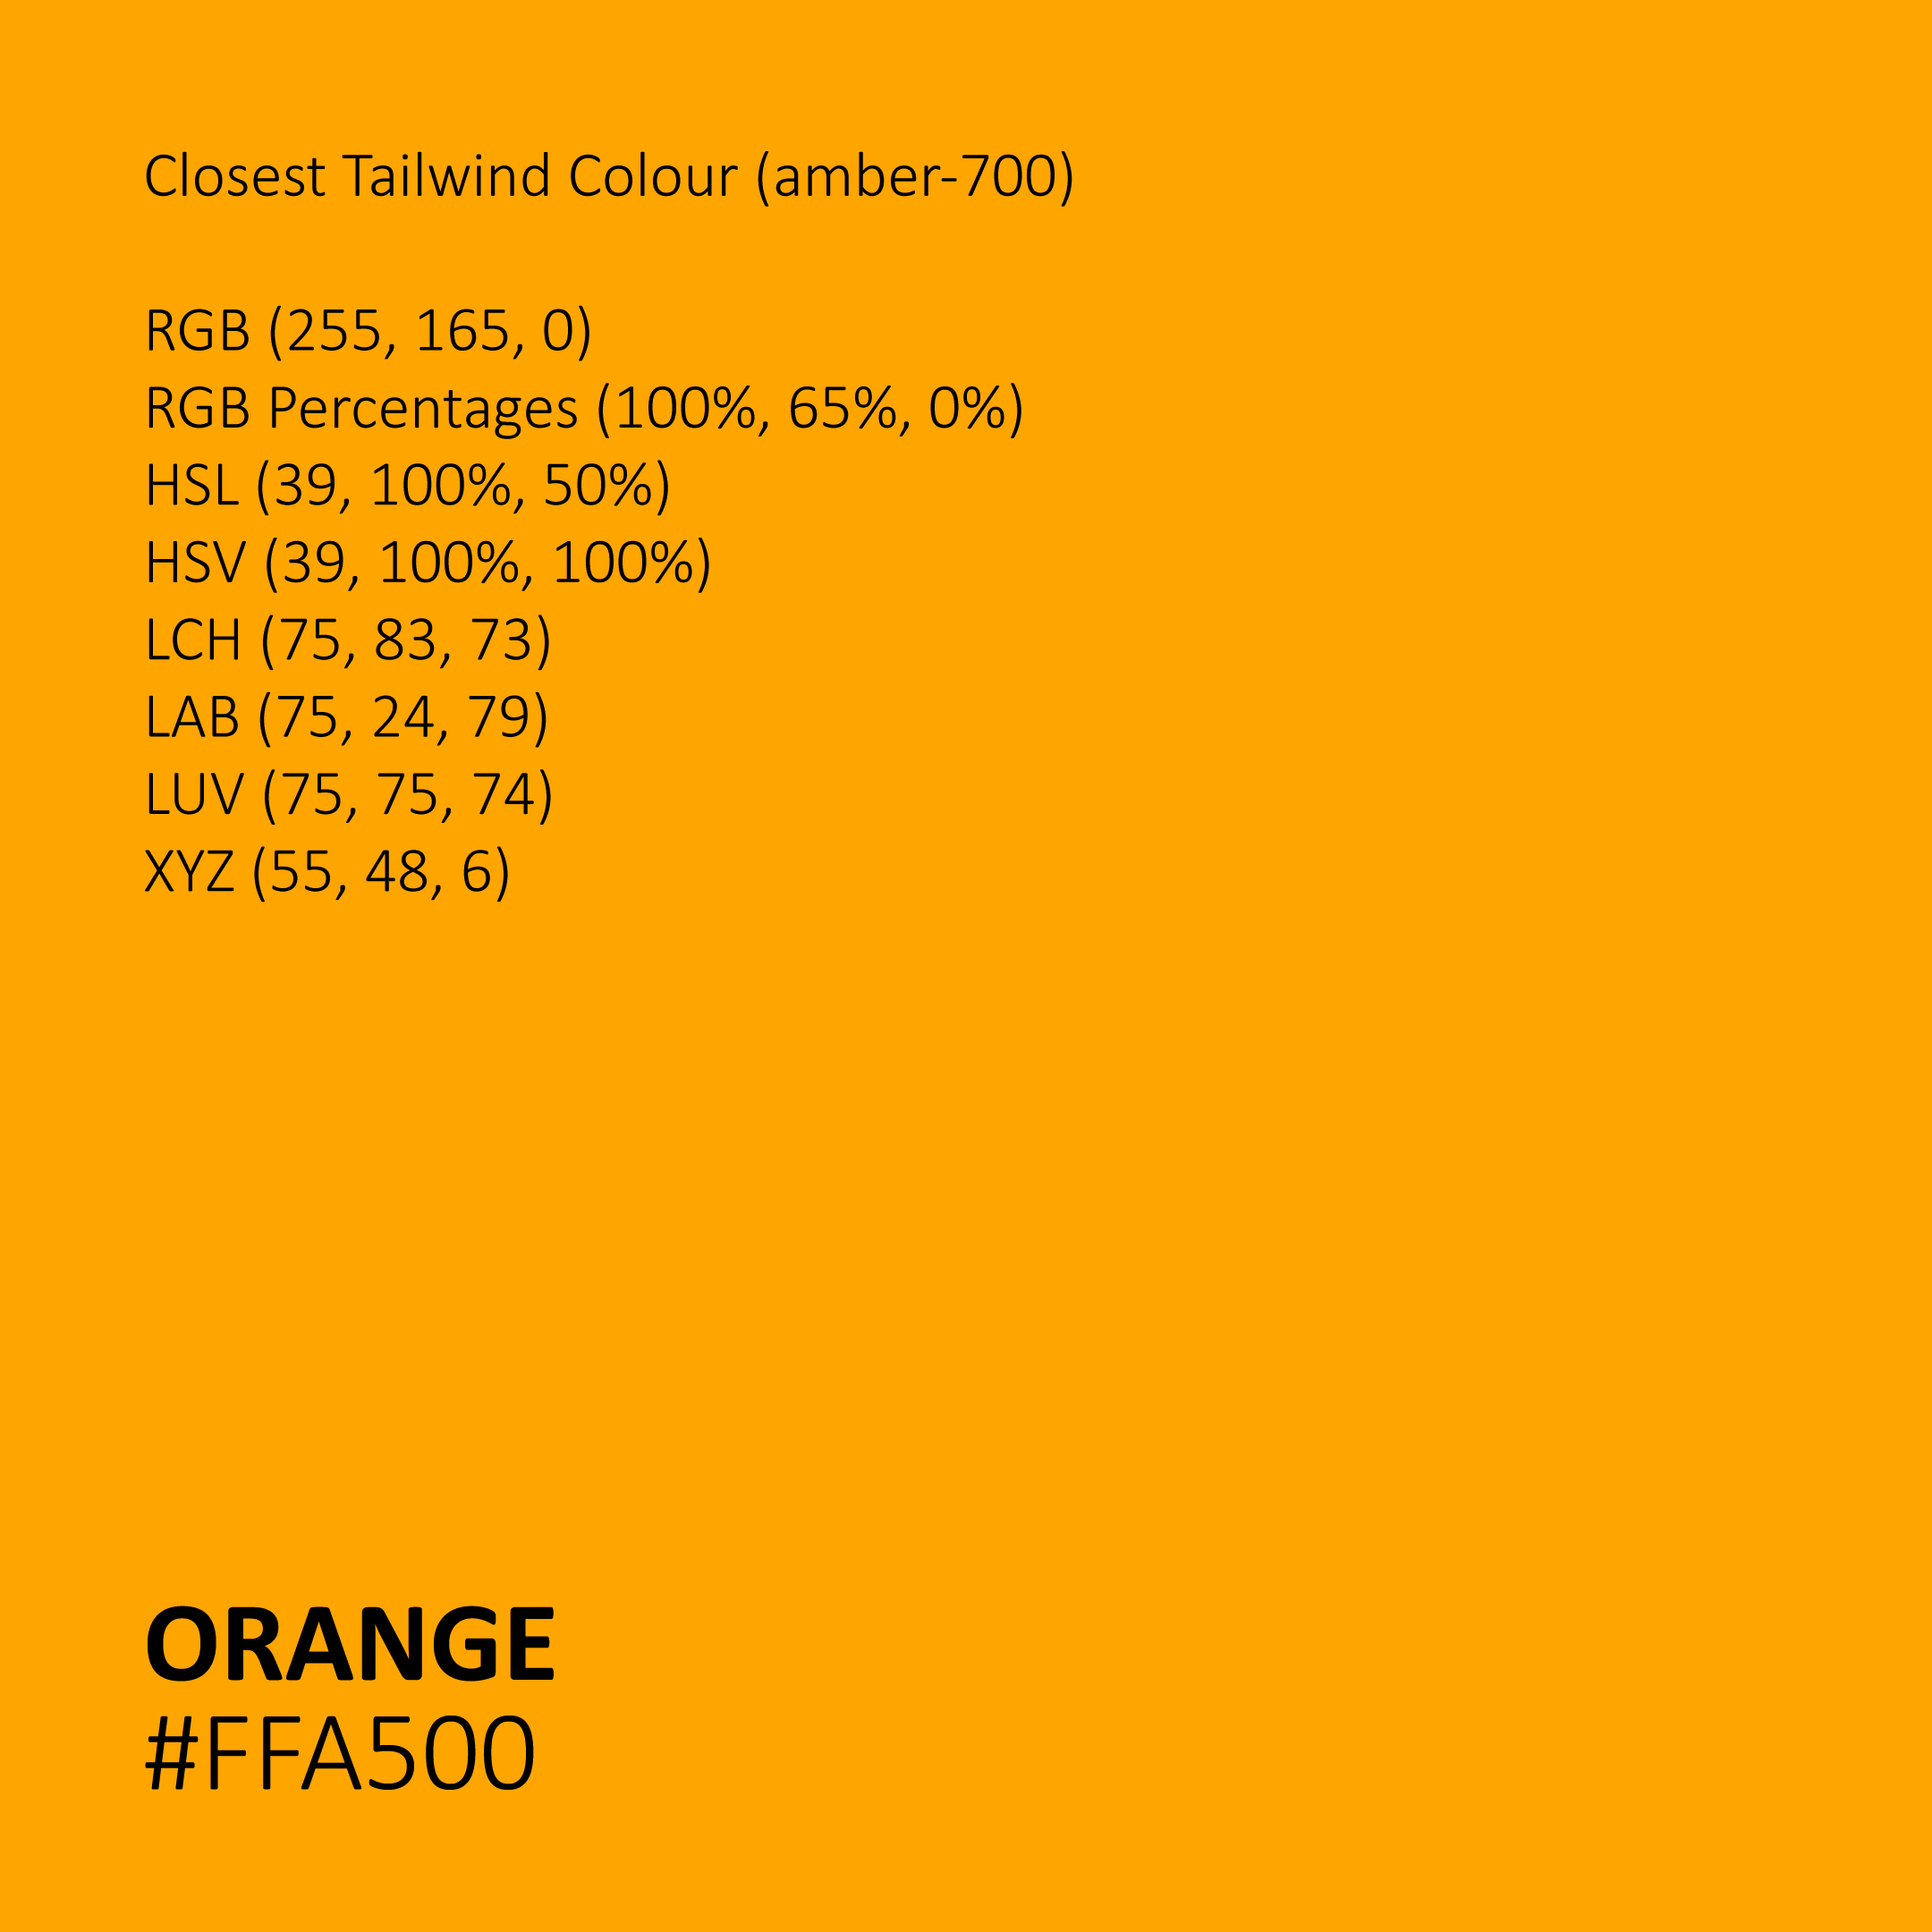 Closest Tailwind Colour (amber-700)
RGB (255, 165, 0)
RGB Percentages (100%, 65%, 0%)
HSL (39, 100%, 50%)
HSV (39, 100%, 100%)
LCH (75, 83, 73)
LAB (75, 24, 79)
LUV (75, 75, 74)
XYZ (55, 48, 6)
ORANGE
#FFA500